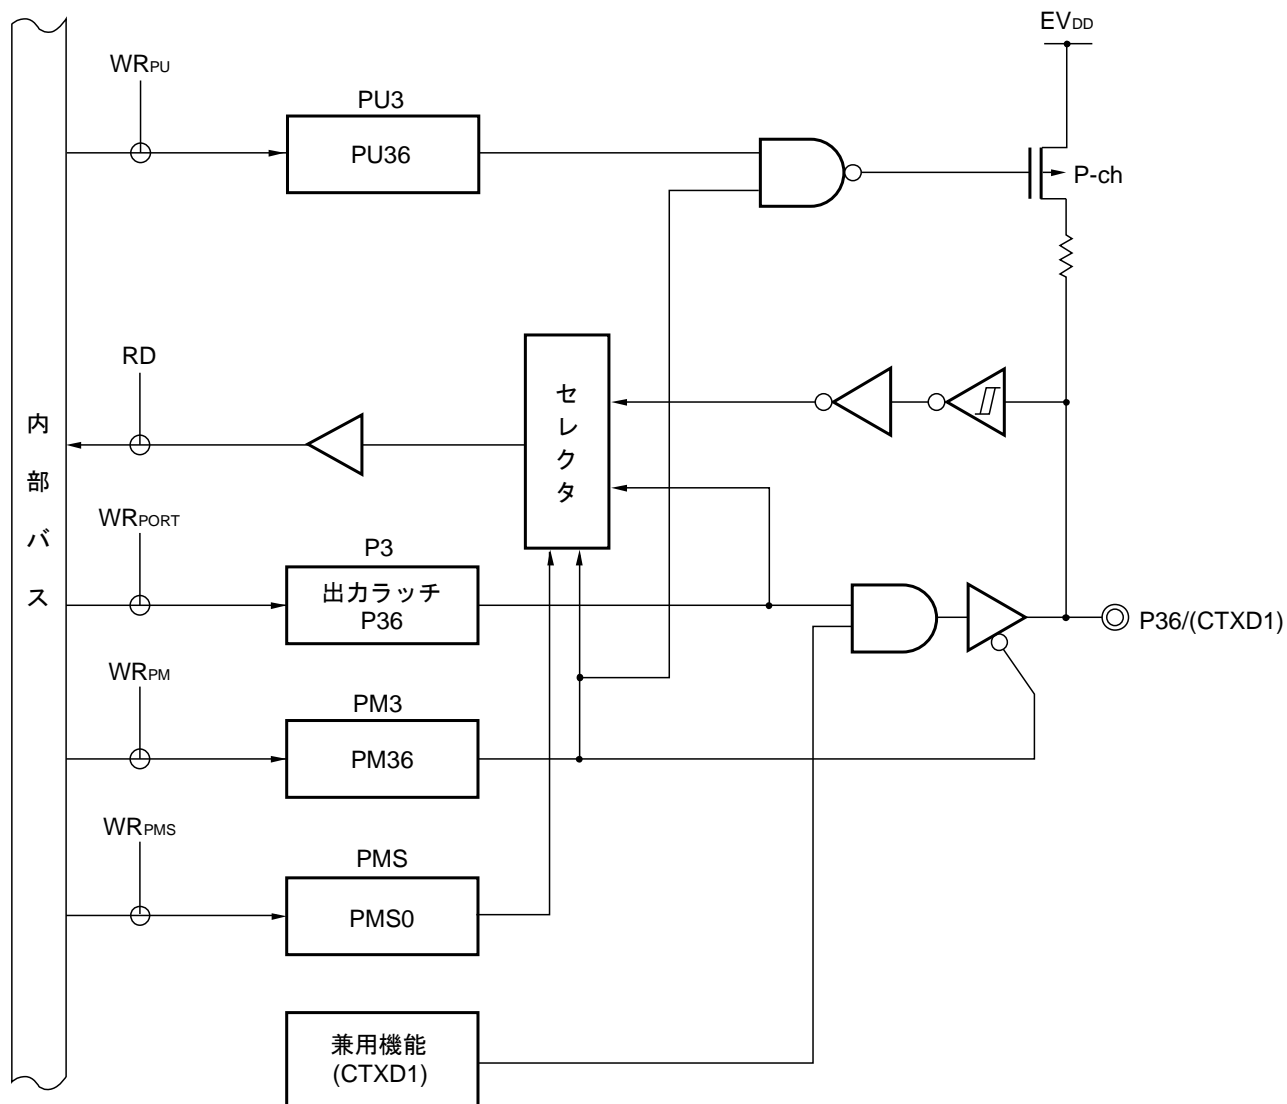 EVDD
WRPU
PU3
PU36
P-ch
RD
セレクタ
内部バス
WRPORT
P3
出力ラッチ
P36
P36/(CTXD1)
WRPM
PM3
PM36
WRPMS
PMS
PMS0
兼用機能
(CTXD1)